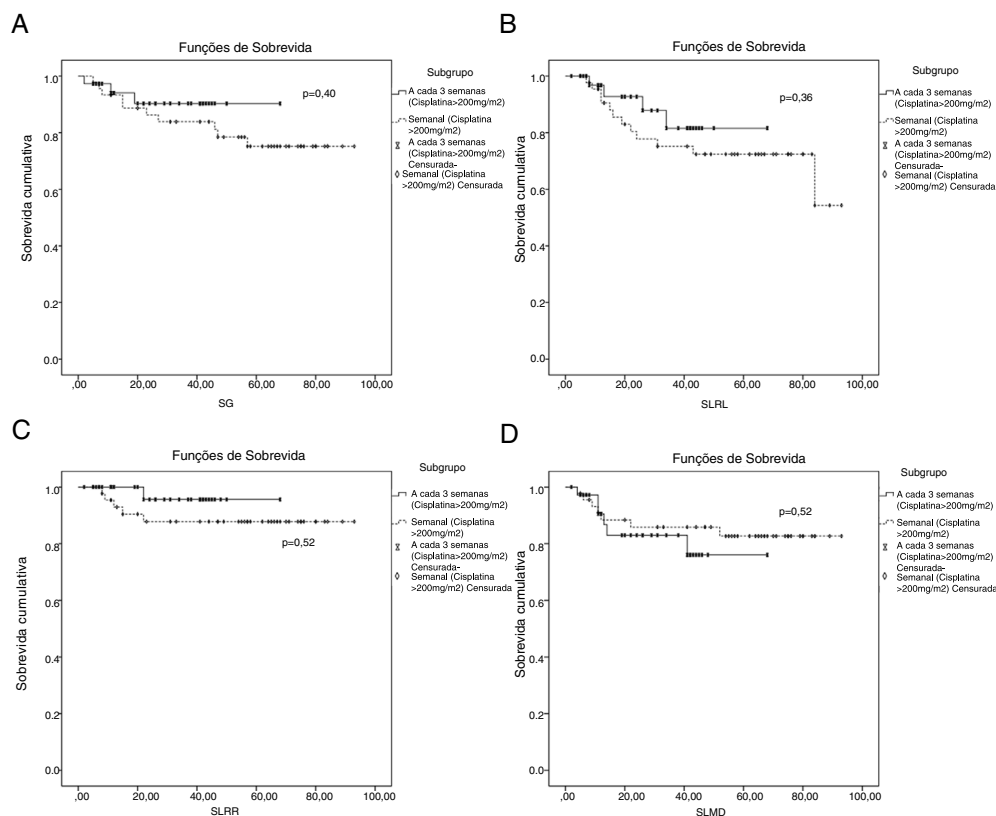 A
Funções de Sobrevida
Sobrevida cumulativa
1.0
0.8
0.6
0.4
0.2
0.0
,00
20,00
40,00
60,00
80,00
100,00
SG
p=0,40
Subgrupo
A cada 3 semanas
(Cisplatina>200mg/m2)
Semanal (Cisplatina
>200mg/m2)
A cada 3 semanas
(Cisplatina>200mg/m2)
Censurada-
Semanal (Cisplatina
>200mg/m2) Censurada
B
Funções de Sobrevida
Sobrevida cumulativa
1.0
0.8
0.6
0.4
0.2
0.0
,00
20,00
40,00
60,00
80,00
100,00
SLRL
p=0,36
Subgrupo
A cada 3 semanas
(Cisplatina>200mg/m2)
Semanal (Cisplatina
>200mg/m2)
A cada 3 semanas
(Cisplatina>200mg/m2)
Censurada-
Semanal (Cisplatina
>200mg/m2) Censurada
C
Funções de Sobrevida
Sobrevida cumulativa
1.0
0.8
0.6
0.4
0.2
0.0
,00
20,00
40,00
60,00
80,00
100,00
SLRR
p=0,52
Subgrupo
A cada 3 semanas
(Cisplatina>200mg/m2)
Semanal (Cisplatina
>200mg/m2)
A cada 3 semanas
(Cisplatina>200mg/m2)
Censurada-
Semanal (Cisplatina
>200mg/m2) Censurada
D
Funções de Sobrevida
Sobrevida cumulativa
1.0
0.8
0.6
0.4
0.2
0.0
,00
20,00
40,00
60,00
80,00
100,00
SLMD
p=0,52
Subgrupo
A cada 3 semanas
(Cisplatina>200mg/m2)
Semanal (Cisplatina
>200mg/m2)
A cada 3 semanas
(Cisplatina>200mg/m2)
Censurada-
Semanal (Cisplatina
>200mg/m2) Censurada